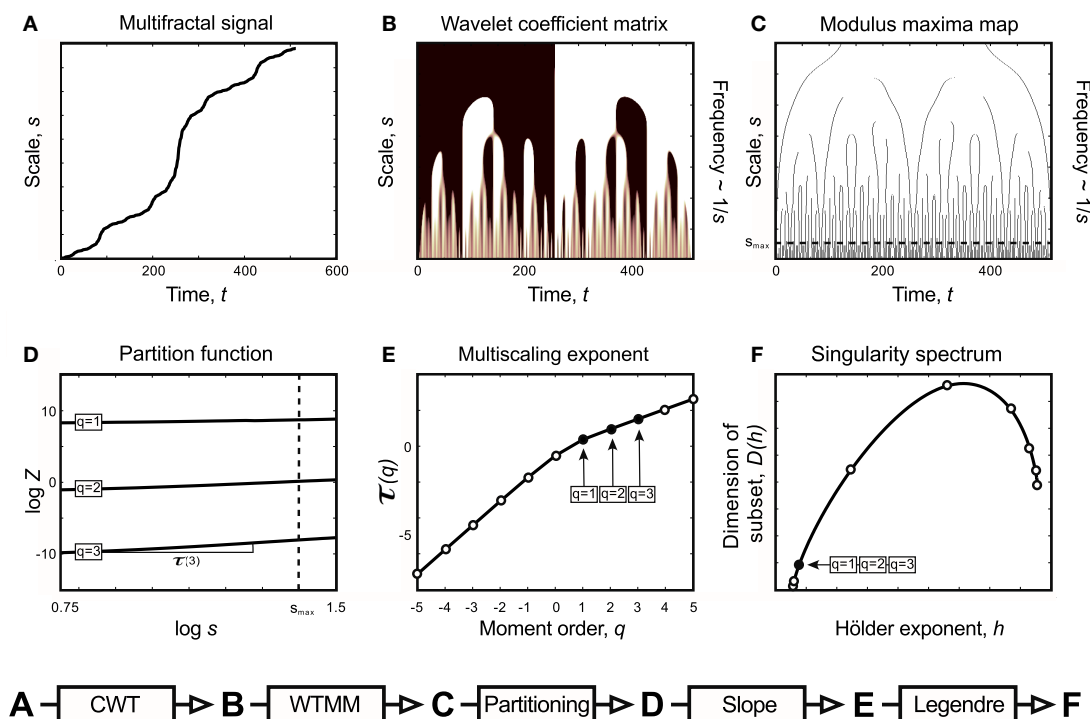 A Multifractal signal
Scale, s
0 200 400 600
Time, t
B Wavelet coefficient matrix
Scale, s
Frequency ~ 1/s
0 200 400
Time, t
C Modulus maxima map
Scale, s
smax
Frequency ~ 1/s
0 200 400
Time, t
D Partition function
log Z
10
0
-10
q=1
q=2
q=3
τ(3)
0.75 smax 1.5
log s
E Multiscaling exponent
τ(q)
0
-5
q=1 q=2 q=3
-5 -4 -3 -2 -1 0 1 2 3 4 5
Moment order, q
F Singularity spectrum
Dimension of
subset, D(h)
q=1 q=2 q=3
Hölder exponent, h
A CWT B WTMM C Partitioning D Slope E Legendre F